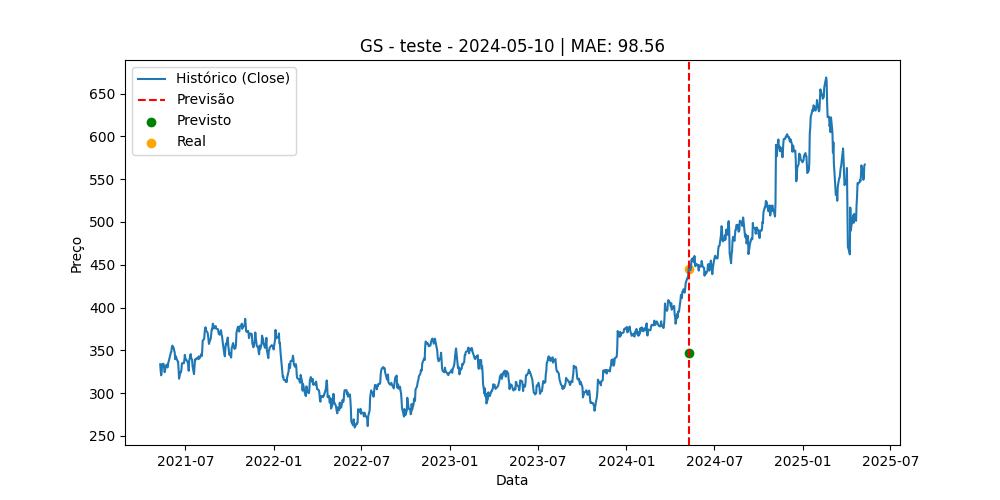 GS - teste - 2024-05-10 | MAE: 98.56
Histórico (Close)
Previsão
Previsto
Real
Preço
650
600
550
500
450
400
350
300
250
2021-07 2022-01 2022-07 2023-01 2023-07 2024-01 2024-07 2025-01 2025-07
Data